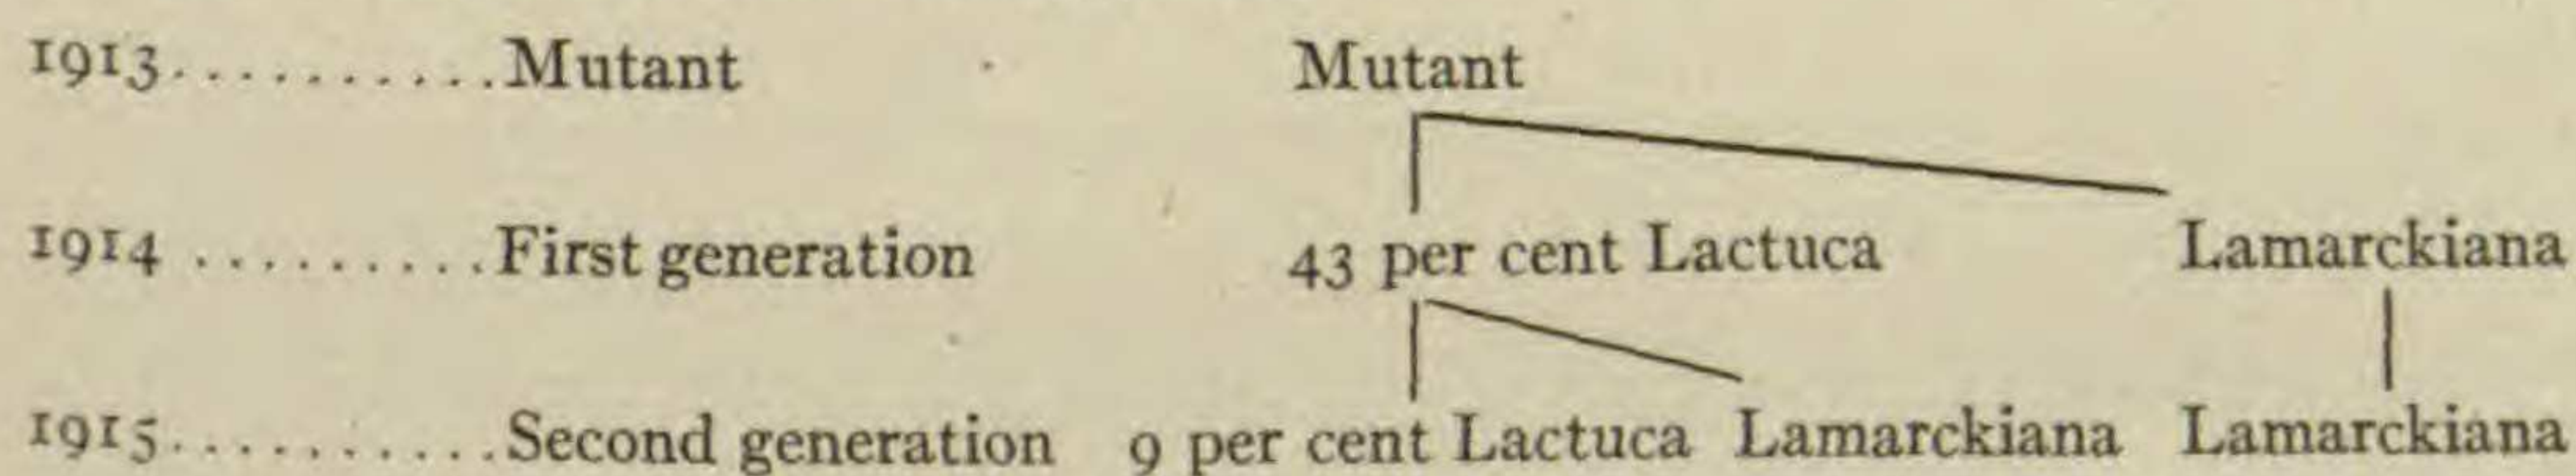 1913..........Mutant Mutant
1914 ..........First generation 43 per cent Lactuca Lamarckiana
1915..........Second generation 9 per cent Lactuca Lamarckiana Lamarckiana